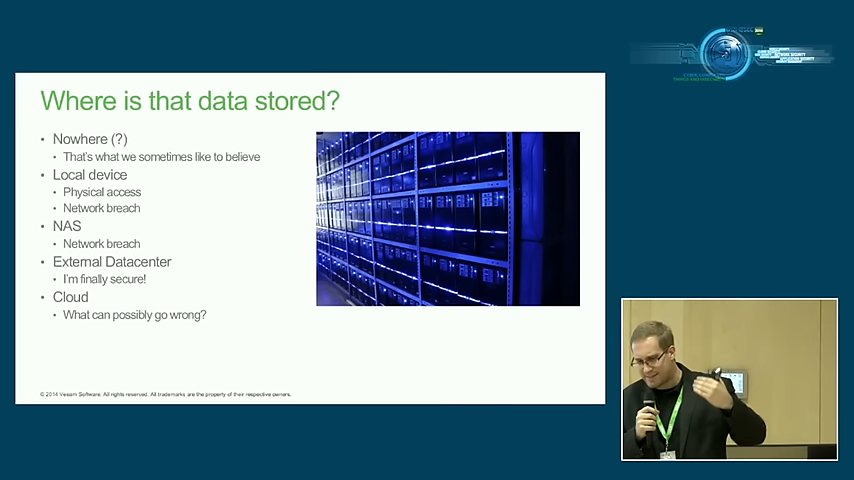 Where is that data stored?
• Nowhere (?)
• That's what we sometimes like to believe
• Local device
• Physical access
• Network breach
• NAS
• Network breach
• External Datacenter
• I'm finally secure!
• Cloud
• What can possibly go wrong?
© 2014 Veeam Software. All rights reserved. All trademarks are the property of their respective owners.